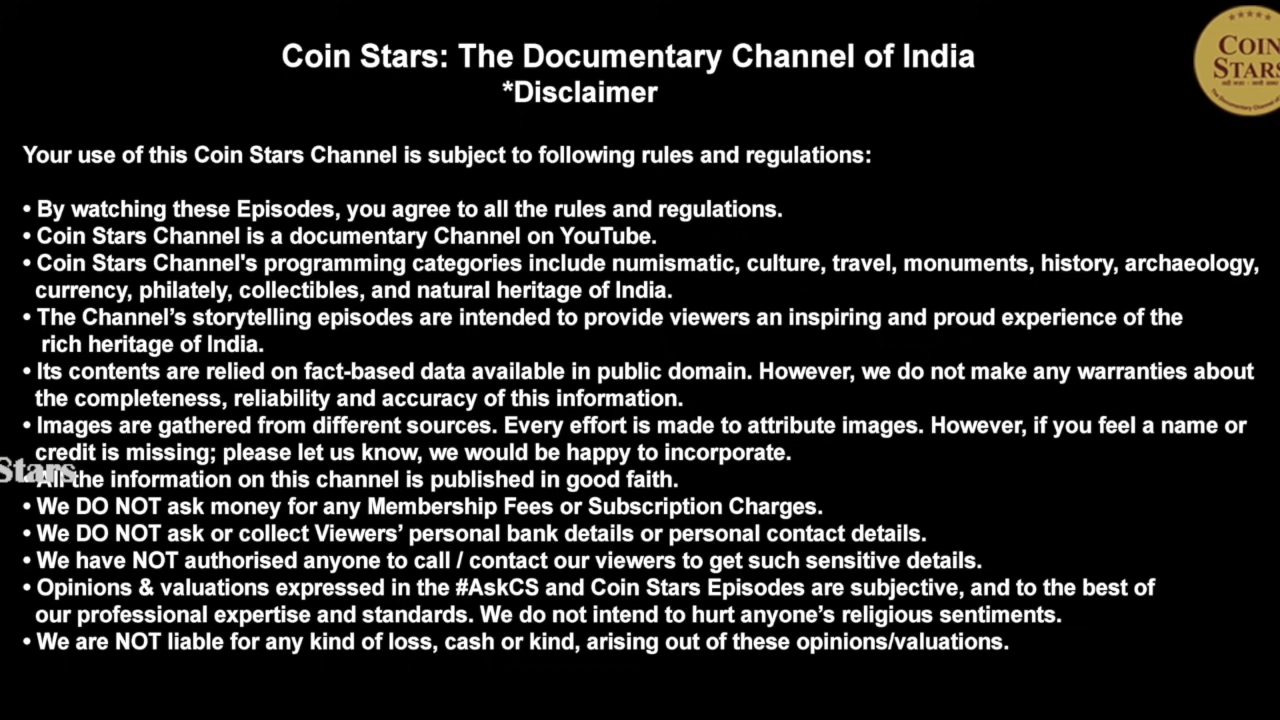 Coin Stars: The Documentary Channel of India
*Disclaimer
COIN
STARS
Your use of this Coin Stars Channel is subject to following rules and regulations:
• By watching these Episodes, you agree to all the rules and regulations.
• Coin Stars Channel is a documentary Channel on YouTube.
• Coin Stars Channel's programming categories include numismatic, culture, travel, monuments, history, archaeology,
currency, philately, collectibles, and natural heritage of India.
• The Channel’s storytelling episodes are intended to provide viewers an inspiring and proud experience of the
rich heritage of India.
• Its contents are relied on fact-based data available in public domain. However, we do not make any warranties about
the completeness, reliability and accuracy of this information.
• Images are gathered from different sources. Every effort is made to attribute images. However, if you feel a name or
credit is missing; please let us know, we would be happy to incorporate.
Stars
• All the information on this channel is published in good faith.
• We DO NOT ask money for any Membership Fees or Subscription Charges.
• We DO NOT ask or collect Viewers’ personal bank details or personal contact details.
• We have NOT authorised anyone to call / contact our viewers to get such sensitive details.
• Opinions & valuations expressed in the #AskCS and Coin Stars Episodes are subjective, and to the best of
our professional expertise and standards. We do not intend to hurt anyone’s religious sentiments.
• We are NOT liable for any kind of loss, cash or kind, arising out of these opinions/valuations.